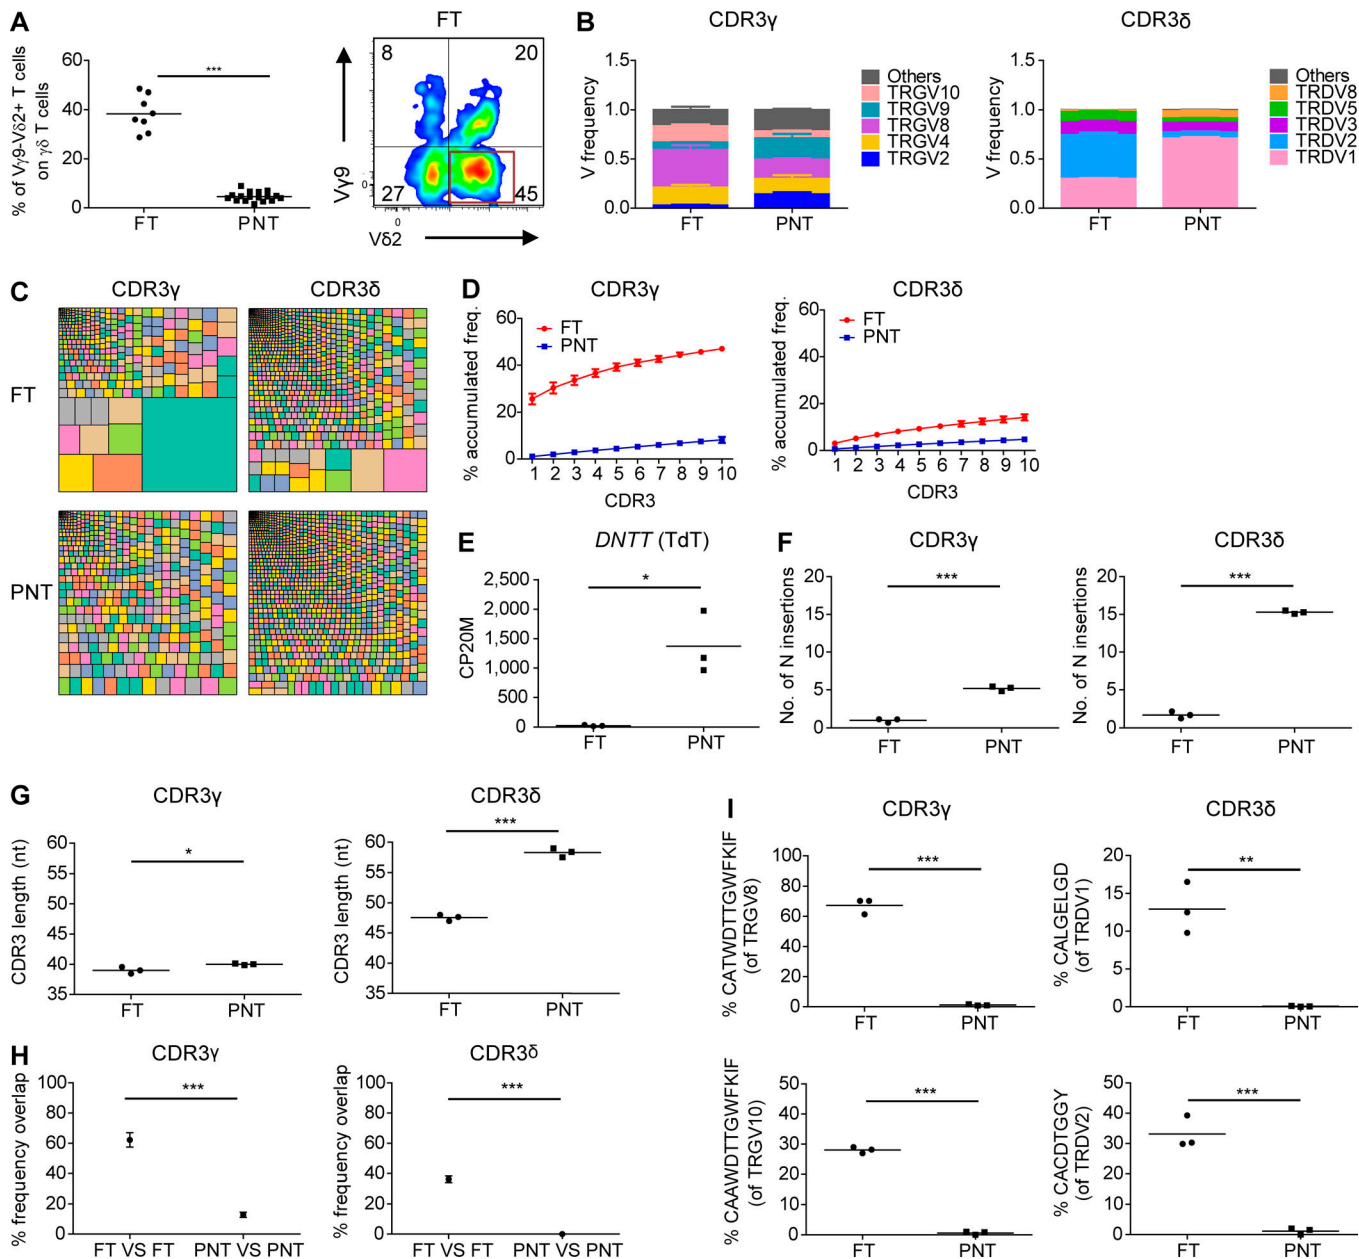 A
% of Vγ9-Vδ2+ T cells
on γδ T cells
60
40
20
0
***
FT
PNT
FT
8
20
27
45
Vγ9
0
0
Vδ2
B
CDR3γ
V frequency
1.5
1.0
0.5
0.0
FT
PNT
Others
TRGV10
TRGV9
TRGV8
TRGV4
TRGV2
CDR3δ
V frequency
1.5
1.0
0.5
0.0
FT
PNT
Others
TRDV8
TRDV5
TRDV3
TRDV2
TRDV1
C
CDR3γ
CDR3δ
FT
PNT
D
CDR3γ
% accumulated freq.
60
40
20
0
FT
PNT
1 2 3 4 5 6 7 8 9 10
CDR3
CDR3δ
% accumulated freq.
60
40
20
0
FT
PNT
1 2 3 4 5 6 7 8 9 10
CDR3
E
DNTT (TdT)
CP20M
2,500
2,000
1,500
1,000
500
0
*
FT
PNT
F
CDR3γ
No. of N insertions
20
15
10
5
0
***
FT
PNT
CDR3δ
No. of N insertions
20
15
10
5
0
***
FT
PNT
G
CDR3γ
CDR3 length (nt)
60
55
50
45
40
35
*
FT
PNT
CDR3δ
CDR3 length (nt)
60
55
50
45
40
35
***
FT
PNT
H
CDR3γ
% frequency overlap
100
80
60
40
20
0
***
FT VS FT
PNT VS PNT
CDR3δ
% frequency overlap
100
80
60
40
20
0
***
FT VS FT
PNT VS PNT
I
CDR3γ
% CATWDTTGWFKIF
(of TRGV8)
100
80
60
40
20
0
***
FT
PNT
CDR3δ
% CALGELGD
(of TRDV1)
20
15
10
5
0
**
FT
PNT
% CAAWDTTGWFKIF
(of TRGV10)
50
40
30
20
10
0
***
FT
PNT
% CACDTGGY
(of TRDV2)
50
40
30
20
10
0
***
FT
PNT